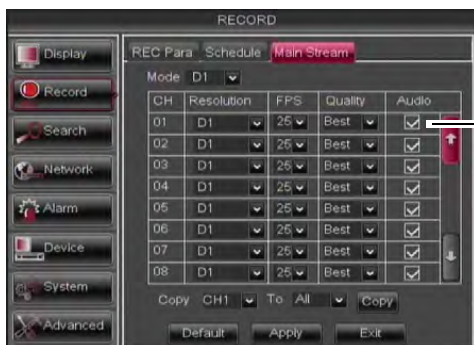 RECORD
Display
Record
Search
Network
Alarm
Device
System
Advanced
REC Para Schedule Main Stream
Mode D1
CH Resolution FPS Quality Audio
01 D1 25 Best
02 D1 25 Best
03 D1 25 Best
04 D1 25 Best
05 D1 25 Best
06 D1 25 Best
07 D1 25 Best
08 D1 25 Best
Copy CH1 To All Copy
Default Apply Exit